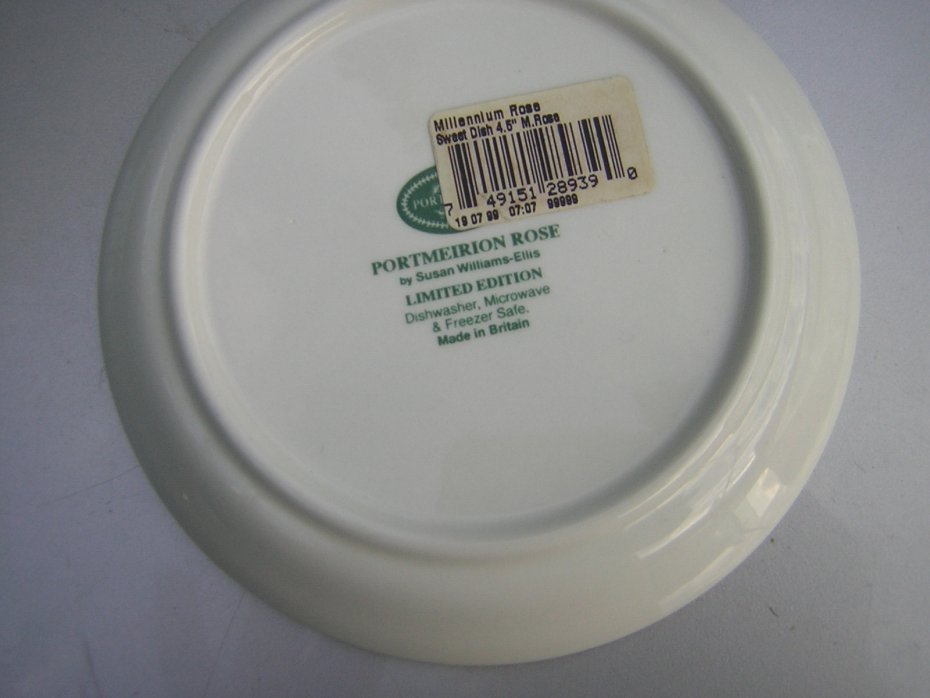 Millennium Rose
Sweet Dish 4.5" M.Rose
7 49151 28939 0
19 07 99 07:07 99999
PORTMEIRION ROSE
by Susan Williams-Ellis
LIMITED EDITION
Dishwasher, Microwave
& Freezer Safe.
Made in Britain